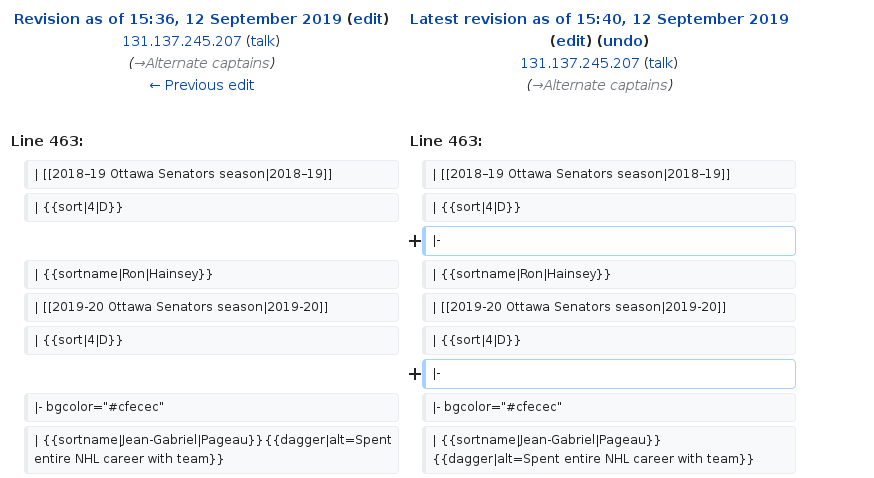 Revision as of 15:36, 12 September 2019 (edit)
131.137.245.207 (talk)
(→Alternate captains)
← Previous edit
Latest revision as of 15:40, 12 September 2019
(edit) (undo)
131.137.245.207 (talk)
(→Alternate captains)
Line 463:
Line 463:
| [[2018–19 Ottawa Senators season|2018–19]]
| [[2018–19 Ottawa Senators season|2018–19]]
| {{sort|4|D}}
| {{sort|4|D}}
+ |-
| {{sortname|Ron|Hainsey}}
| {{sortname|Ron|Hainsey}}
| [[2019-20 Ottawa Senators season|2019-20]]
| [[2019-20 Ottawa Senators season|2019-20]]
| {{sort|4|D}}
| {{sort|4|D}}
+ |-
|- bgcolor="#cfecec"
|- bgcolor="#cfecec"
| {{sortname|Jean-Gabriel|Pageau}}{{dagger|alt=Spent
entire NHL career with team}}
| {{sortname|Jean-Gabriel|Pageau}}
{{dagger|alt=Spent entire NHL career with team}}